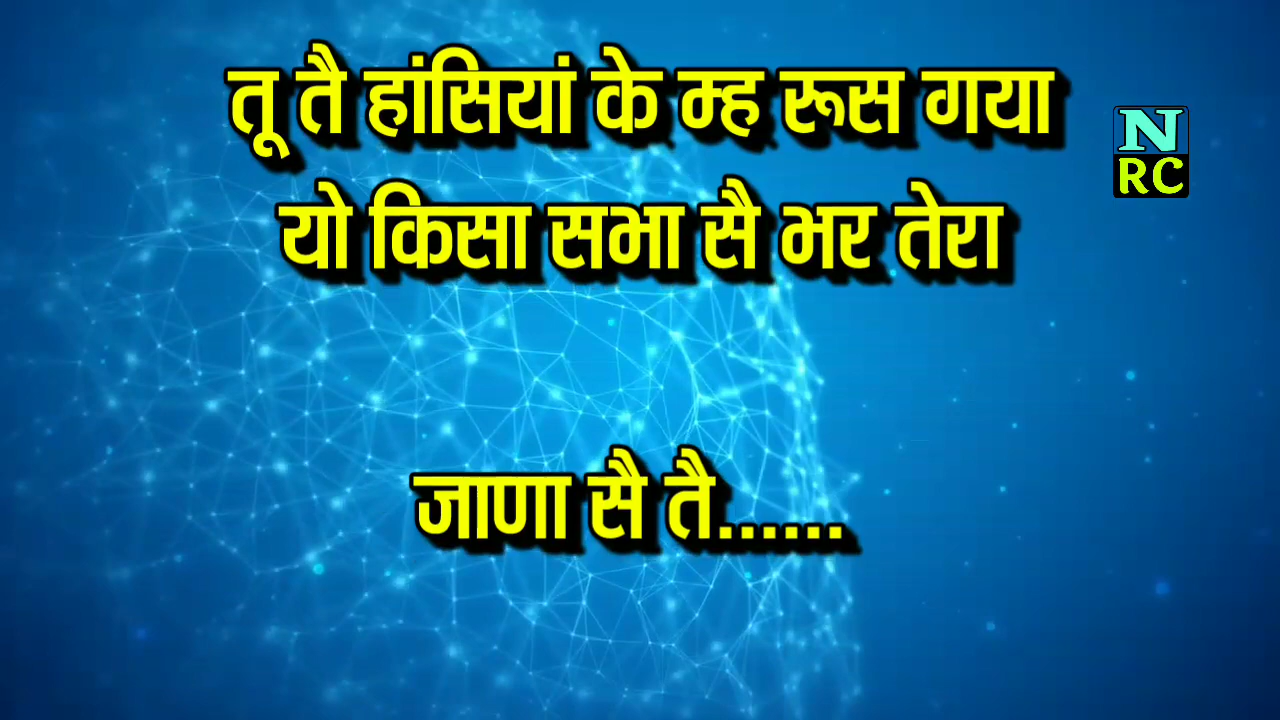 तू तै हांसियां के म्ह रूस गया
N
RC
यो किसा सभा सै भर तेरा
जाणा सै तै......